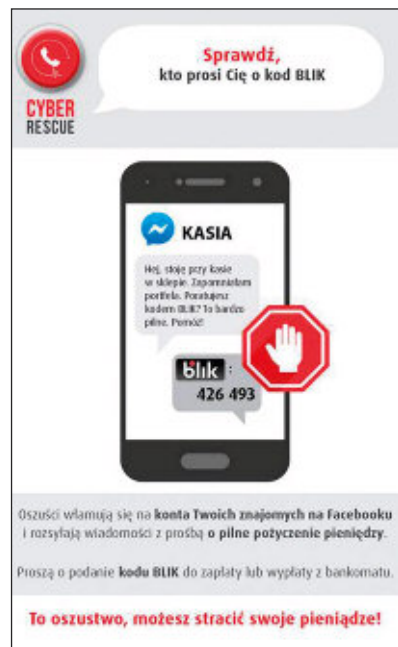 Sprawdź,
kto prosi Cię o kod BLIK
CYBER
RESCUE
KASIA
Hej, stoję przy kasie
w sklepie. Zapomniałam
portfela. Poratujesz
kodem BLIK? To bardzo
pilne. Pomóż!
blik :
426 493
Oszuści włamują się na konta Twoich znajomych na Facebooku
i rozsyłają wiadomości z prośbą o pilne pożyczenie pieniędzy.
Proszą o podanie kodu BLIK do zapłaty lub wypłaty z bankomatu.
To oszustwo, możesz stracić swoje pieniądze!